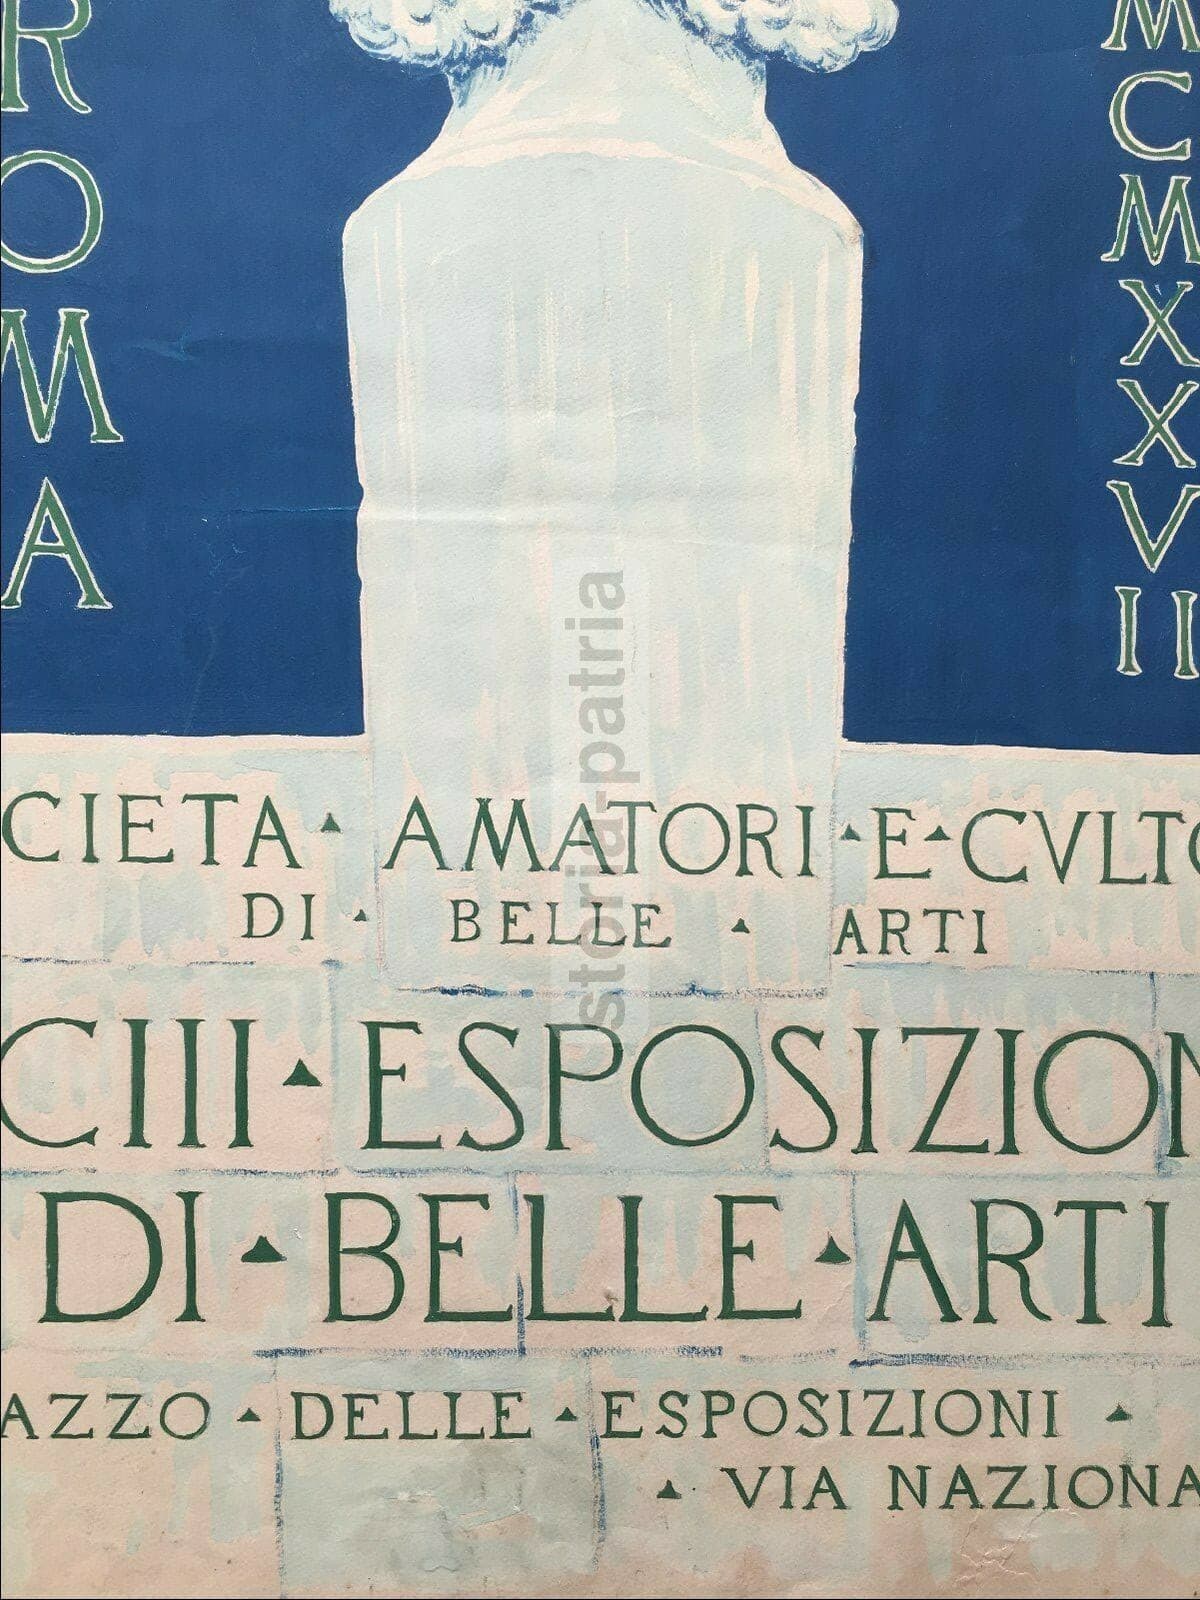 ROMA
MCMXXVII
CIETA ▲ AMATORI ▲ E ▲ CVLTO
DI ▲ BELLE ▲ ARTI
CIII ▲ ESPOSIZION
DI ▲ BELLE ▲ ARTI
AZZO ▲ DELLE ▲ ESPOSIZIONI ▲
▲ VIA NAZIONA
storia-patria